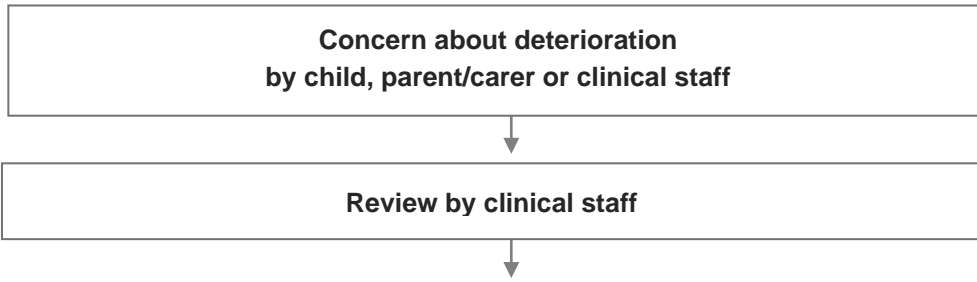 Concern about deterioration
by child, parent/carer or clinical staff
Review by clinical staff